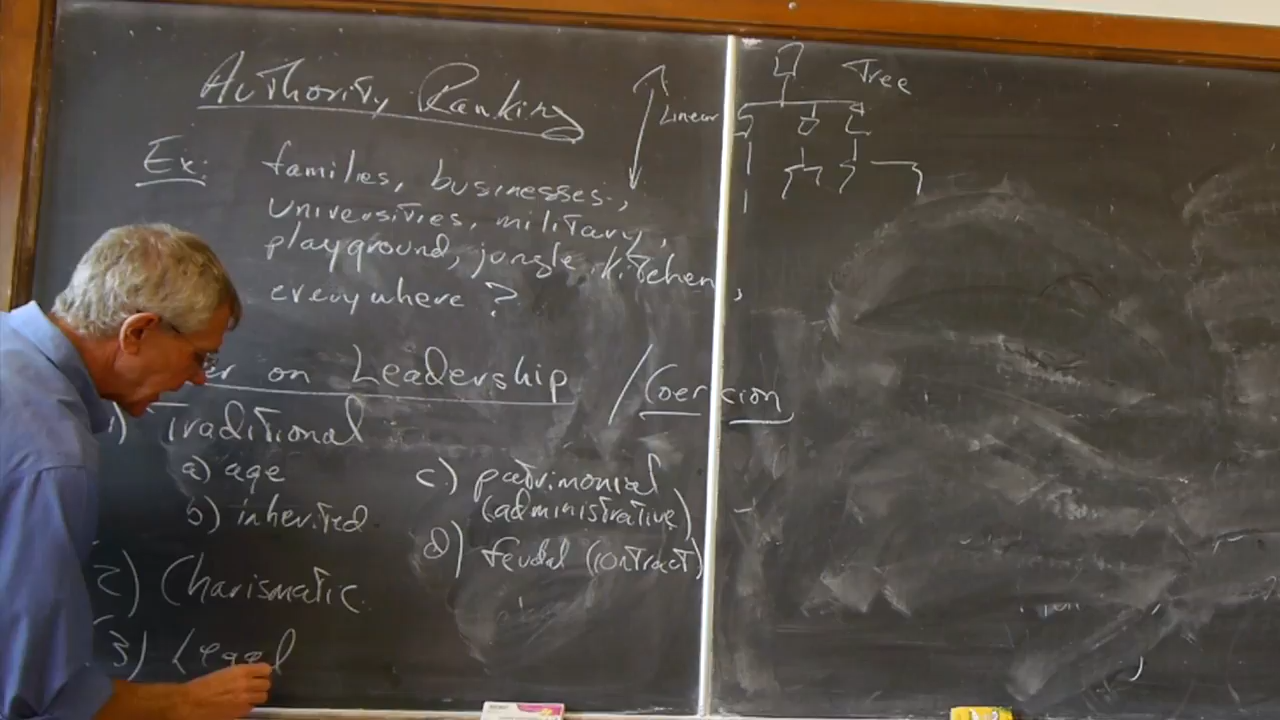 Authority Ranking
Linear
Tree
Ex: families, businesses,
universities, military,
playground, jungle, kitchen,
everywhere?
er on Leadership / Coercion
1) Traditional
a) age
b) inherited
c.) patrimonial
(administrative)
d) feudal (contract)
2) Charismatic
3) Legal